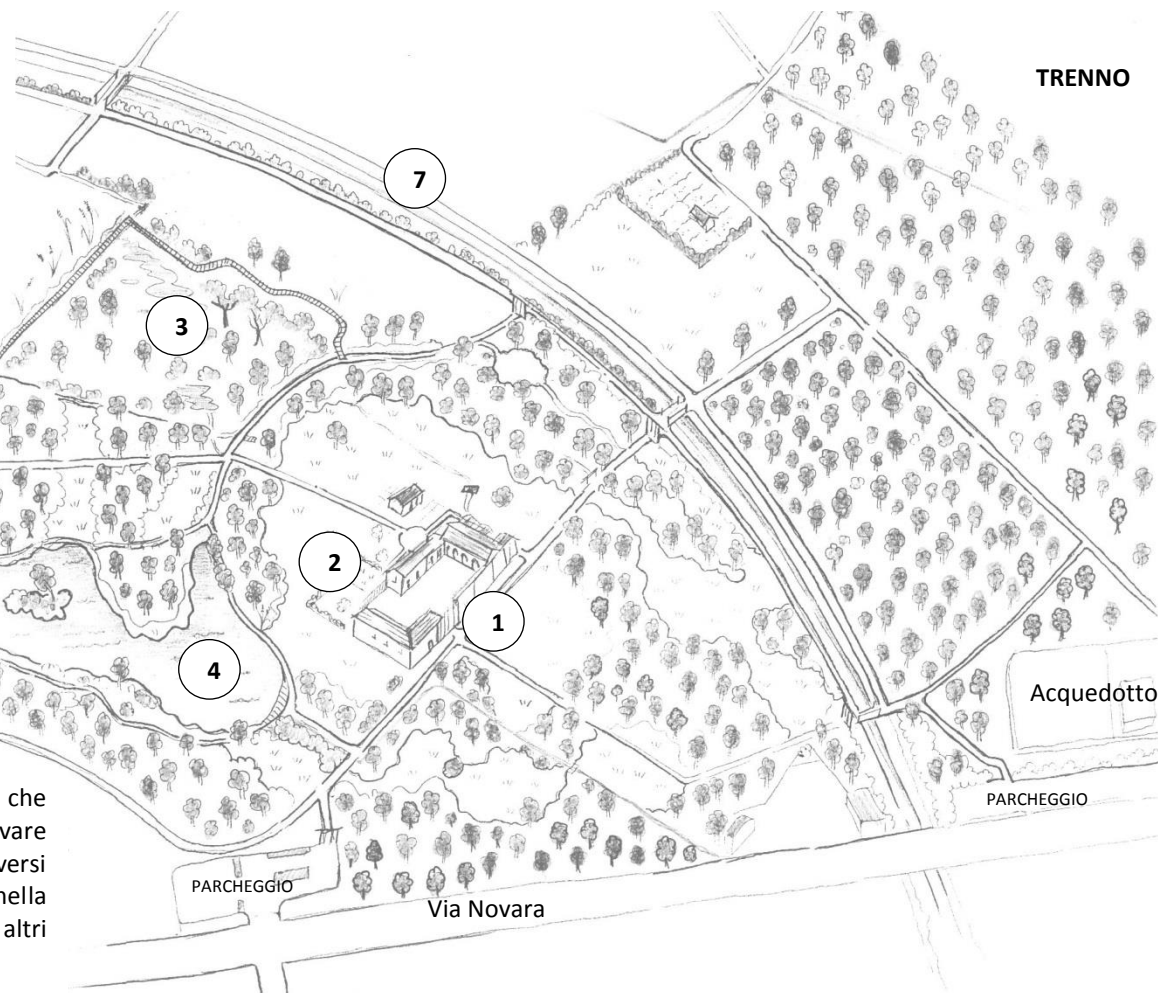 TRENNO
7
3
2
1
4
Acquedotto
che
PARCHEGGIO
vare
versi
PARCHEGGIO
nella
Via Novara
altri